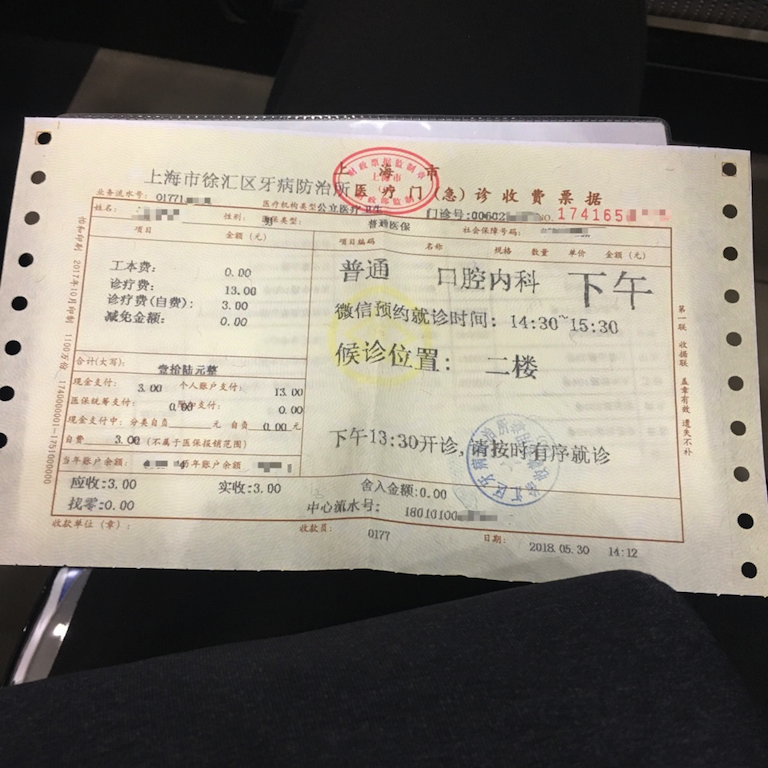 上海市
上海市徐汇区牙病防治所医疗门(急)诊收费票据
业务流水号: 01771 医疗机构类型:公立医疗卫生 门诊号:00602 NO. 174165
姓名: 性别: 男 医保类型: 普通医保 社会保障号码:
项目 金额(元) 项目编码 名称 规格 数量 单价 金额(元)
工本费: 0.00
诊疗费: 13.00
诊疗费(自费): 3.00
减免金额: 0.00
普通 口腔内科 下午
微信预约就诊时间: 14:30~15:30
候诊位置: 二楼
下午13:30开诊,请按时有序就诊
合计(大写): 壹拾陆元整
现金支付: 3.00 个人账户支付: 13.00
医保统筹支付: 0.00 支付: 0.00
现金支付中: 分类自负 元 自负 0.00 元
自费 3.00 (不属于医保报销范围)
当年账户余额: 历年账户余额:
应收:3.00 实收:3.00 舍入金额:0.00
找零:0.00 中心流水号: 18010100
收款单位(章): 收款员: 0177 日期: 2018.05.30 14:12
2017年10月印制 1100万份 1740000001-1751000000
第一联 收据联 盖章有效 遗失不补